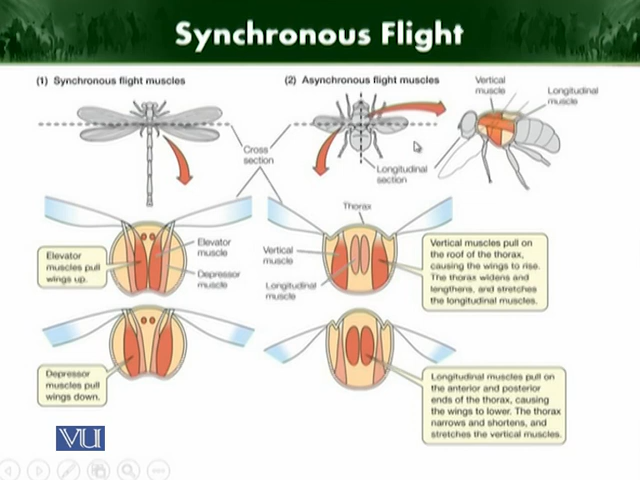 Synchronous Flight
(1) Synchronous flight muscles
(2) Asynchronous flight muscles
Vertical
muscle
Longitudinal
muscle
Cross
section
Longitudinal
section
Thorax
Elevator
muscles pull
wings up.
Elevator
muscle
Depressor
muscle
Vertical
muscle
Longitudinal
muscle
Vertical muscles pull on
the roof of the thorax,
causing the wings to rise.
The thorax widens and
lengthens, and stretches
the longitudinal muscles.
Depressor
muscles pull
wings down.
Longitudinal muscles pull on
the anterior and posterior
ends of the thorax, causing
the wings to lower. The thorax
narrows and shortens, and
stretches the vertical muscles.
VU